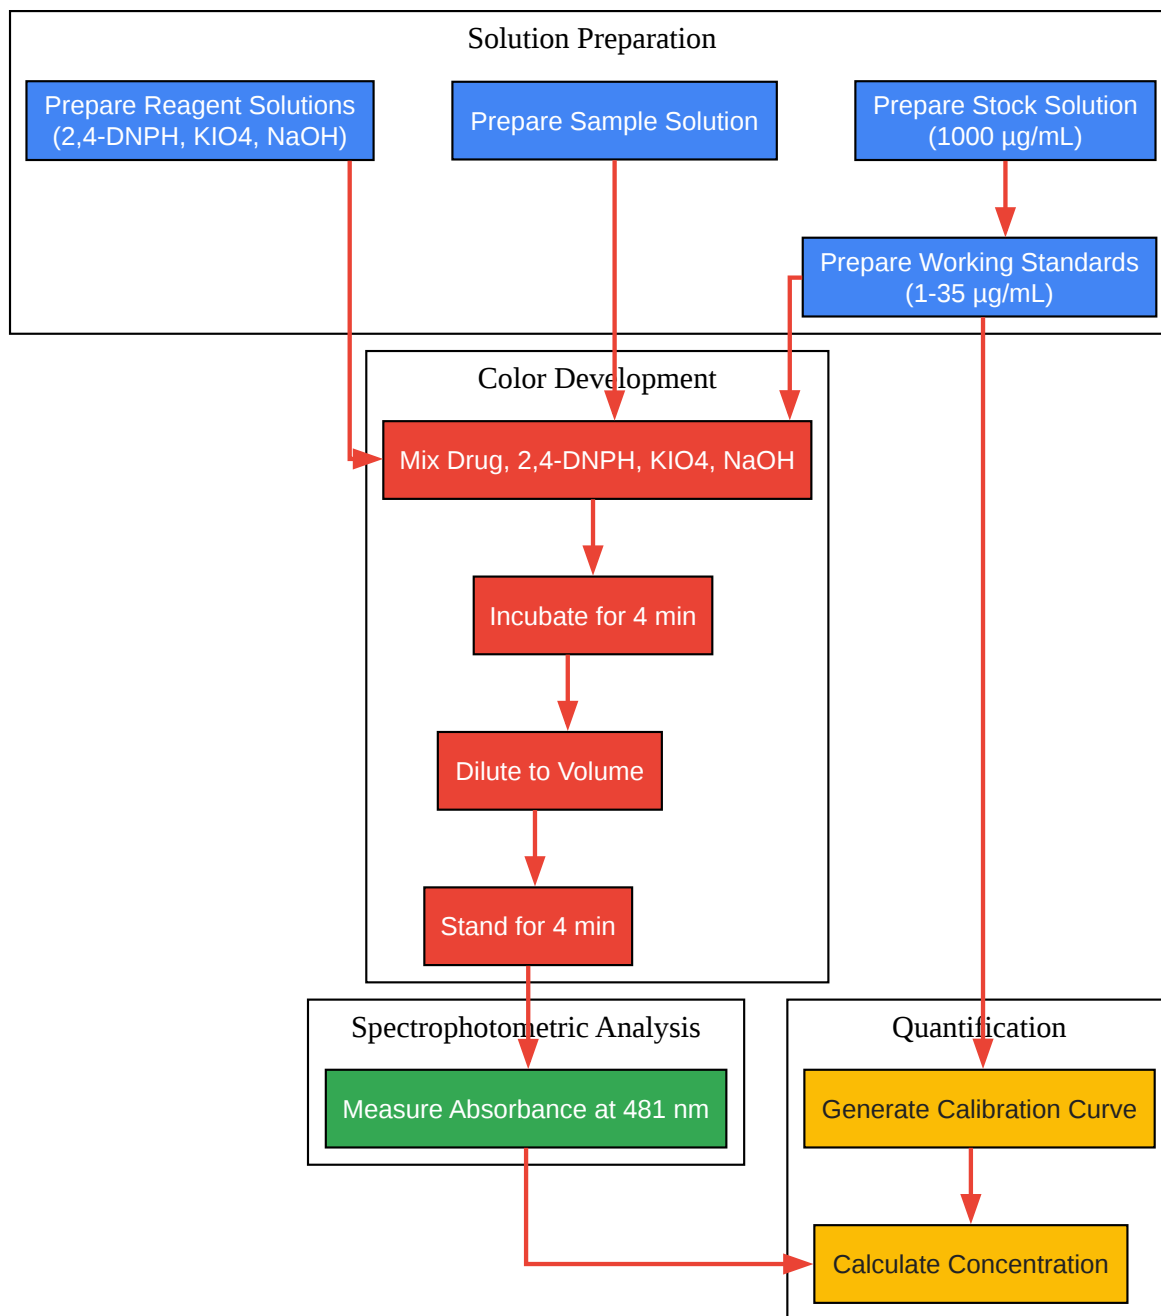 Solution Preparation
Prepare Reagent Solutions
(2,4-DNPH, KIO4, NaOH)
Prepare Sample Solution
Prepare Stock Solution
(1000 µg/mL)
Prepare Working Standards
(1-35 µg/mL)
Color Development
Mix Drug, 2,4-DNPH, KIO4, NaOH
Incubate for 4 min
Dilute to Volume
Stand for 4 min
Spectrophotometric Analysis
Measure Absorbance at 481 nm
Quantification
Generate Calibration Curve
Calculate Concentration